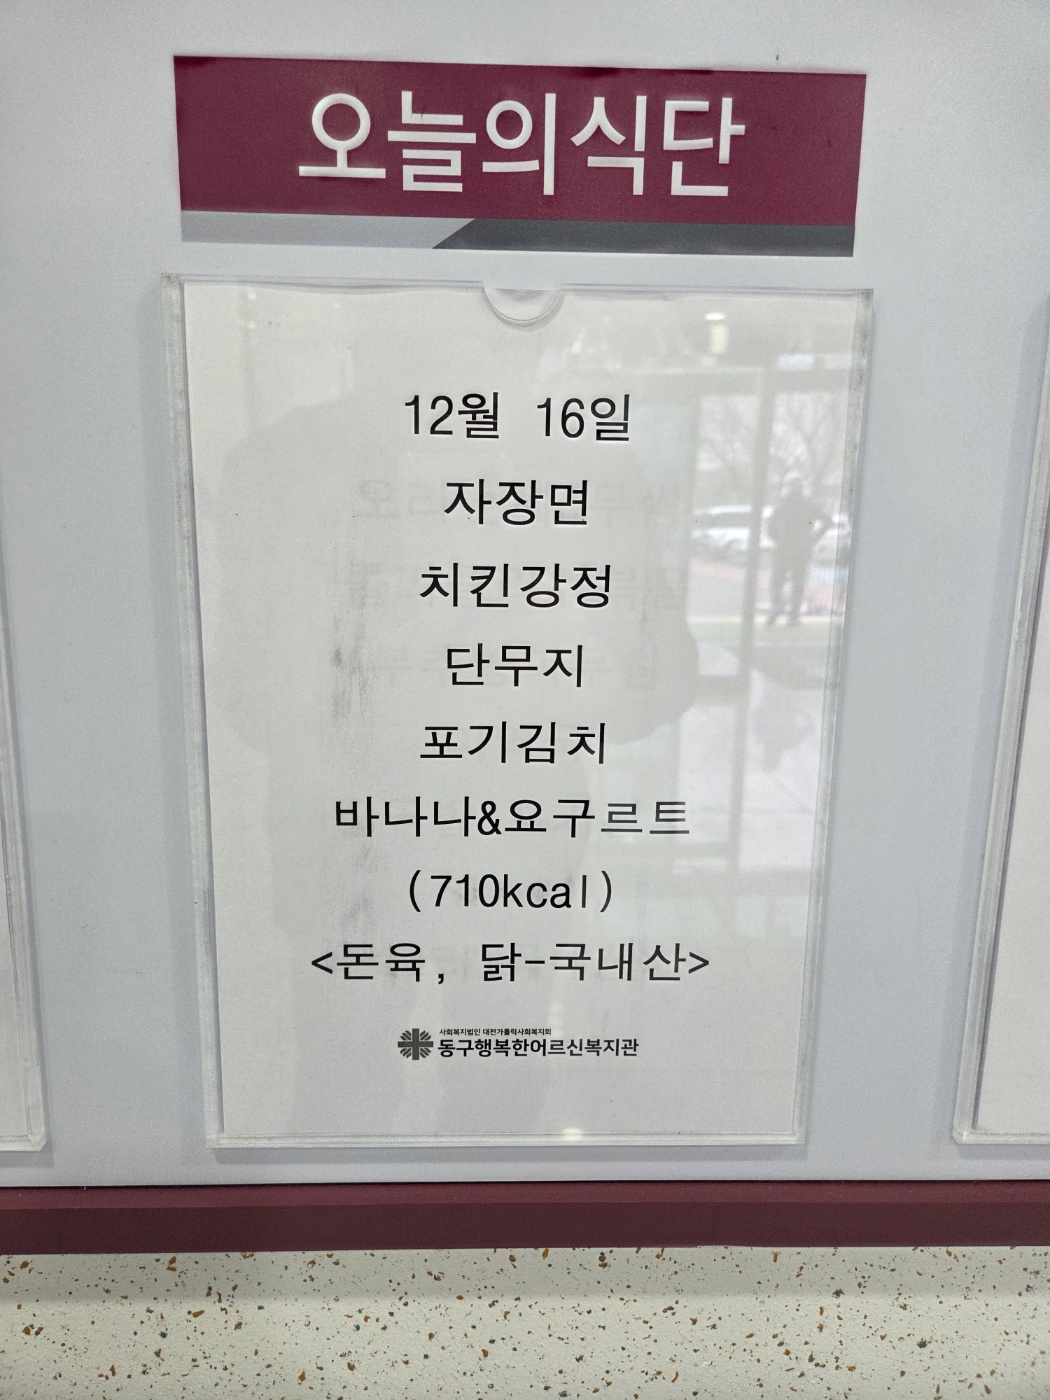 오늘의식단
12월 16일
자장면
치킨강정
단무지
포기김치
바나나&요구르트
(710kcal)
<돈육, 닭-국내산>
사회복지법인 대전가톨릭사회복지회
동구행복한어르신복지관